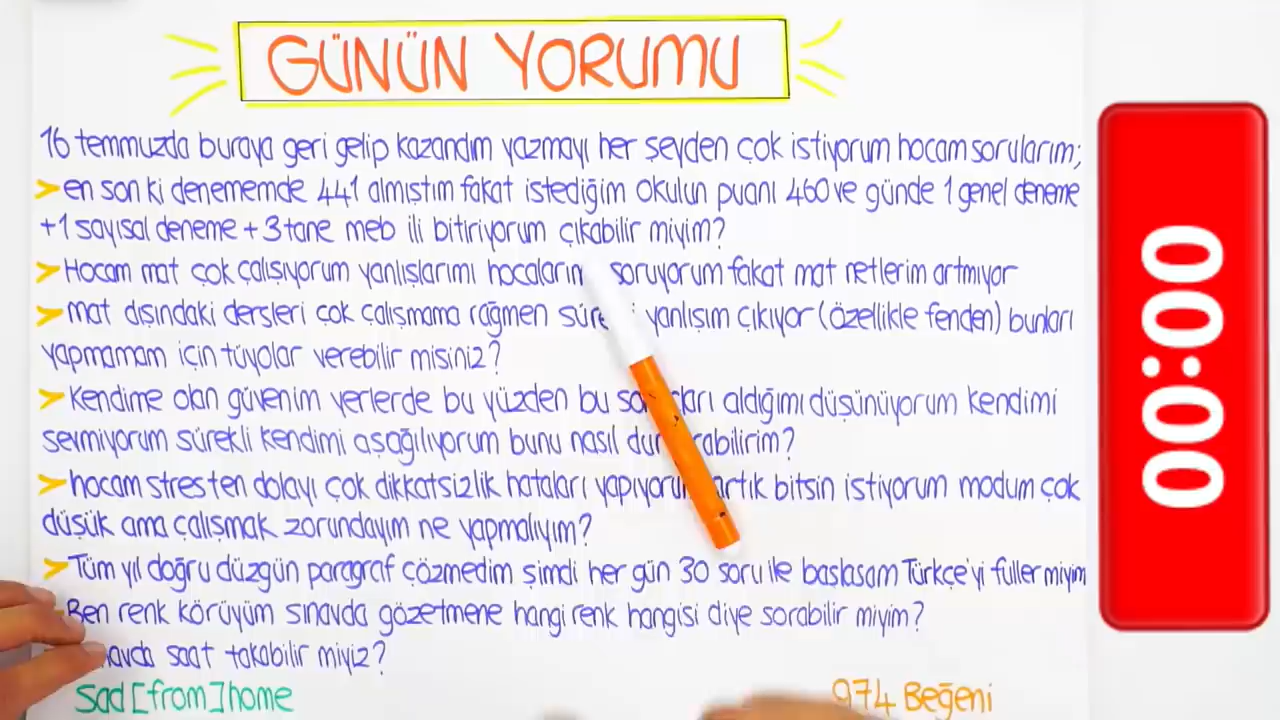 GÜNÜN YORUMU
16 temmuzda buraya geri gelip kazandım yazmayı her şeyden çok istiyorum hocam sorularım;
➤en son ki denememde 441 almıştım fakat istediğim okulun puanı 460 ve günde 1 genel deneme
+1 sayısal deneme +3 tane meb ili bitiriyorum çıkabilir miyim?
➤Hocam mat çok çalışıyorum yanlışlarımı hocaların soruyorum fakat mat netlerim artmıyor
➤mat dışındaki dersleri çok çalışmama rağmen yanlışım çıkıyor (özellikle fenden) bunları
yapmamam için tüyolar verebilir misiniz?
➤Kendime olan güvenim yerlerde bu yüzden bu aldığımı düşünüyorum kendimi
sevmiyorum sürekli kendimi aşağılıyorum bunu nasıl
➤hocam stresten dolayı çok dikkatsizlik hataları artık bitsin istiyorum modum çok
düşük ama çalışmak zorundayım ne yapmalıyım?
➤Tüm yıl doğru düzgün paragraf çözmedim şimdi her gün 30 soru ile başlasam Türkçe'yi fuller miyim
Ben renk körüyüm sınavda gözetmene hangi renk hangisi diye sorabilir miyim?
saat takabilir miyiz?
Sad[from]home
974 Beğeni
00:00